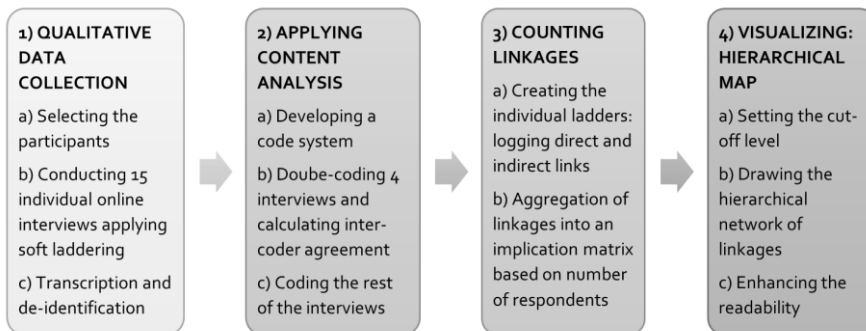 1) QUALITATIVE
DATA
COLLECTION
a) Selecting the
participants
b) Conducting 15
individual online
interviews applying
soft laddering
c) Transcription and
de-identification
2) APPLYING
CONTENT
ANALYSIS
a) Developing a
code system
b) Doube-coding 4
interviews and
calculating inter-
coder agreement
c) Coding the rest
of the interviews
3) COUNTING
LINKAGES
a) Creating the
individual ladders:
logging direct and
indirect links
b) Aggregation of
linkages into an
implication matrix
based on number
of respondents
4) VISUALIZING:
HIERARCHICAL
MAP
a) Setting the cut-
off level
b) Drawing the
hierarchical
network of
linkages
c) Enhancing the
readability